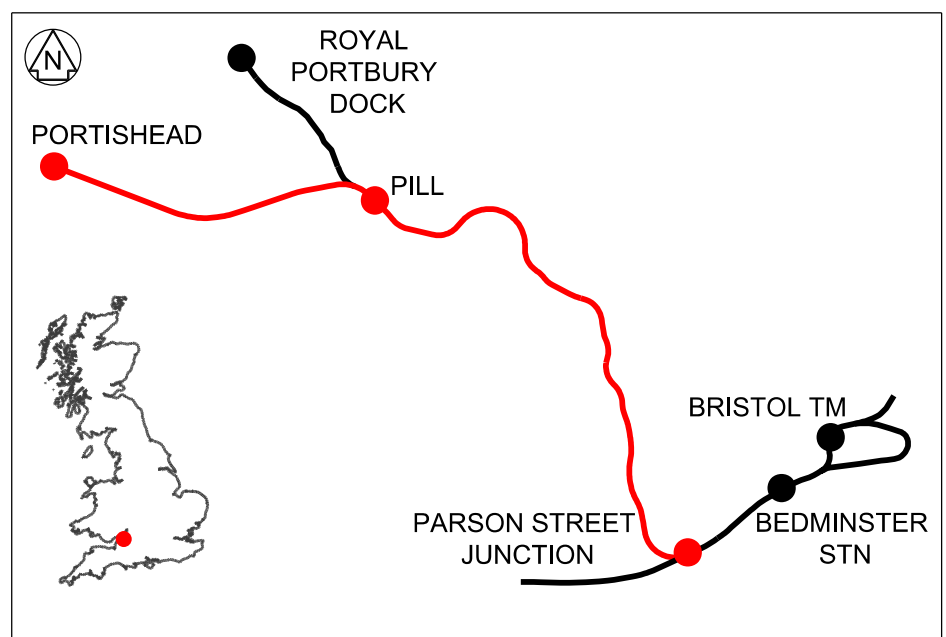 N
ROYAL
PORTBURY
DOCK
PORTISHEAD
PILL
BRISTOL TM
PARSON STREET
JUNCTION
BEDMINSTER
STN